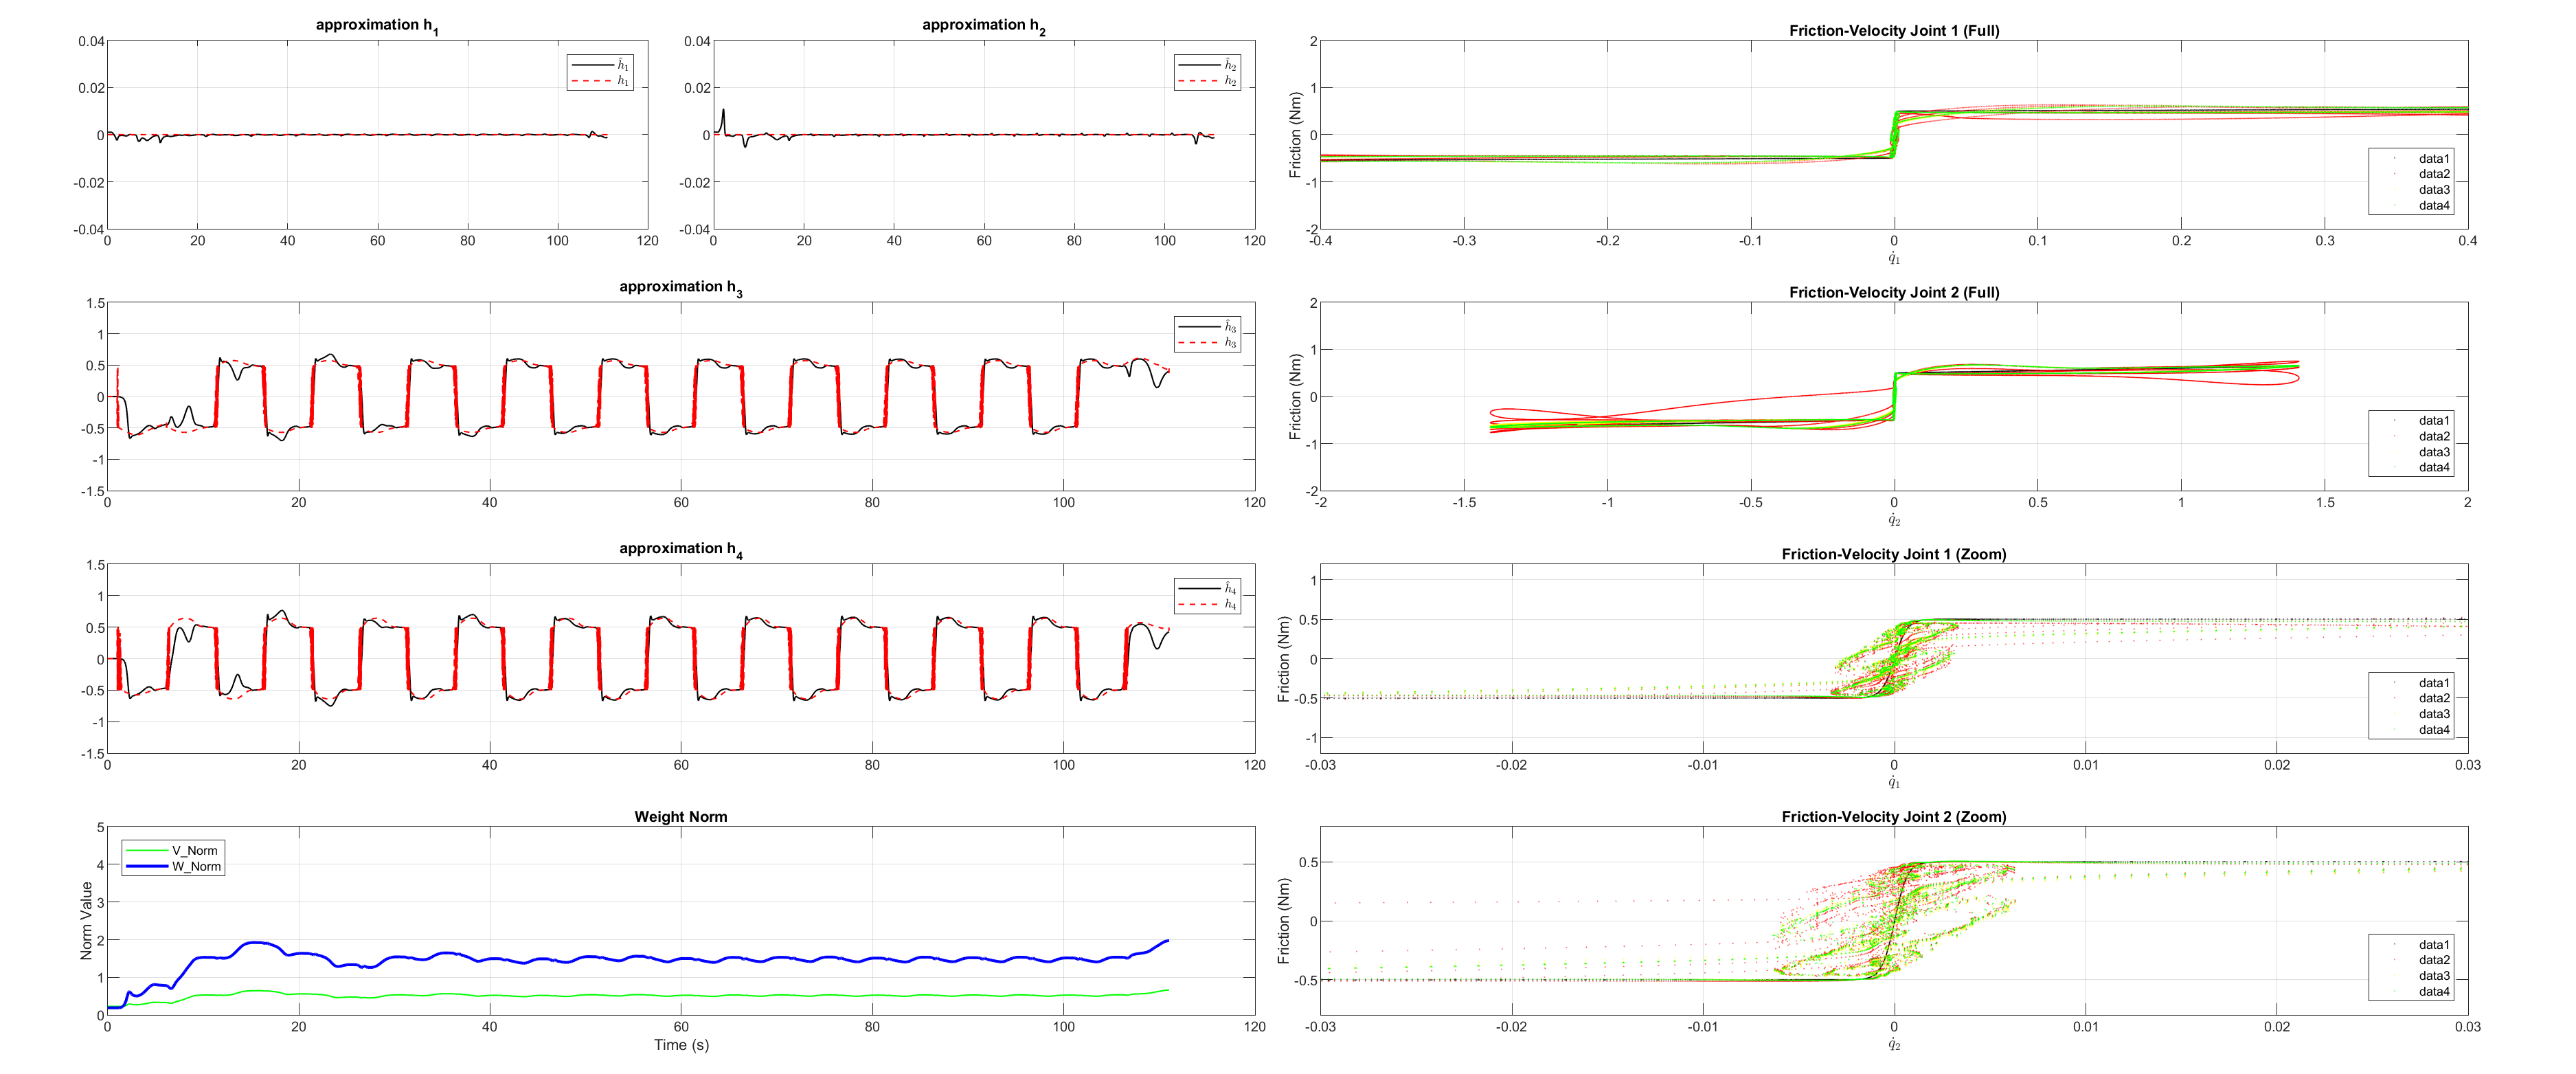 approximation h1
0.04
0.02
0
-0.02
-0.04
0 20 40 60 80 100 120
ĥ1
h1
approximation h2
0.04
0.02
0
-0.02
-0.04
0 20 40 60 80 100 120
ĥ2
h2
Friction-Velocity Joint 1 (Full)
Friction (Nm)
2
1
0
-1
-2
-0.4 -0.3 -0.2 -0.1 0 0.1 0.2 0.3 0.4
q̇1
data1
data2
data3
data4
approximation h3
1.5
1
0.5
0
-0.5
-1
-1.5
0 20 40 60 80 100 120
ĥ3
h3
Friction-Velocity Joint 2 (Full)
Friction (Nm)
2
1
0
-1
-2
-2 -1.5 -1 -0.5 0 0.5 1 1.5 2
q̇2
data1
data2
data3
data4
approximation h4
1.5
1
0.5
0
-0.5
-1
-1.5
0 20 40 60 80 100 120
ĥ4
h4
Friction-Velocity Joint 1 (Zoom)
Friction (Nm)
1
0.5
0
-0.5
-1
-0.03 -0.02 -0.01 0 0.01 0.02 0.03
q̇1
data1
data2
data3
data4
Weight Norm
Norm Value
5
4
3
2
1
0
0 20 40 60 80 100 120
Time (s)
V_Norm
W_Norm
Friction-Velocity Joint 2 (Zoom)
Friction (Nm)
0.5
0
-0.5
-0.03 -0.02 -0.01 0 0.01 0.02 0.03
q̇2
data1
data2
data3
data4